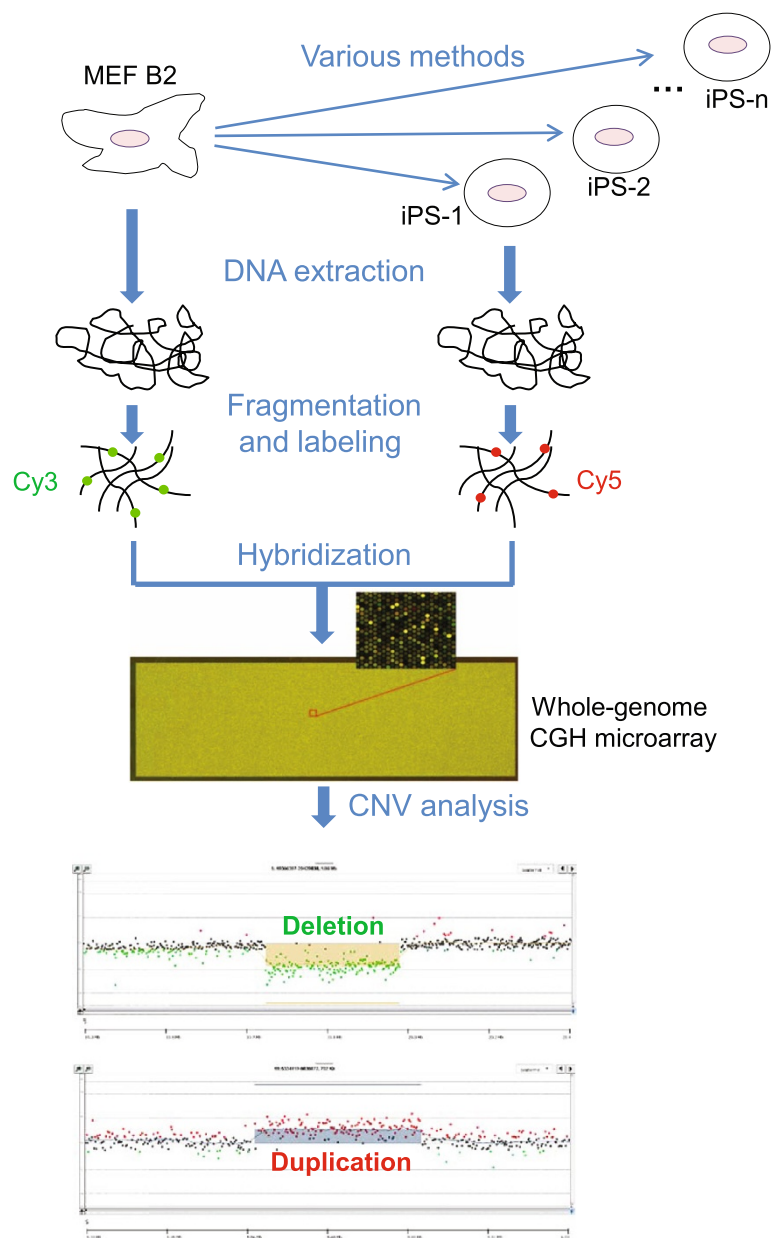 Various methods
MEF B2
...
iPS-n
iPS-2
iPS-1
DNA extraction
Fragmentation
and labeling
Cy3
Cy5
Hybridization
Whole-genome
CGH microarray
CNV analysis
Deletion
Duplication